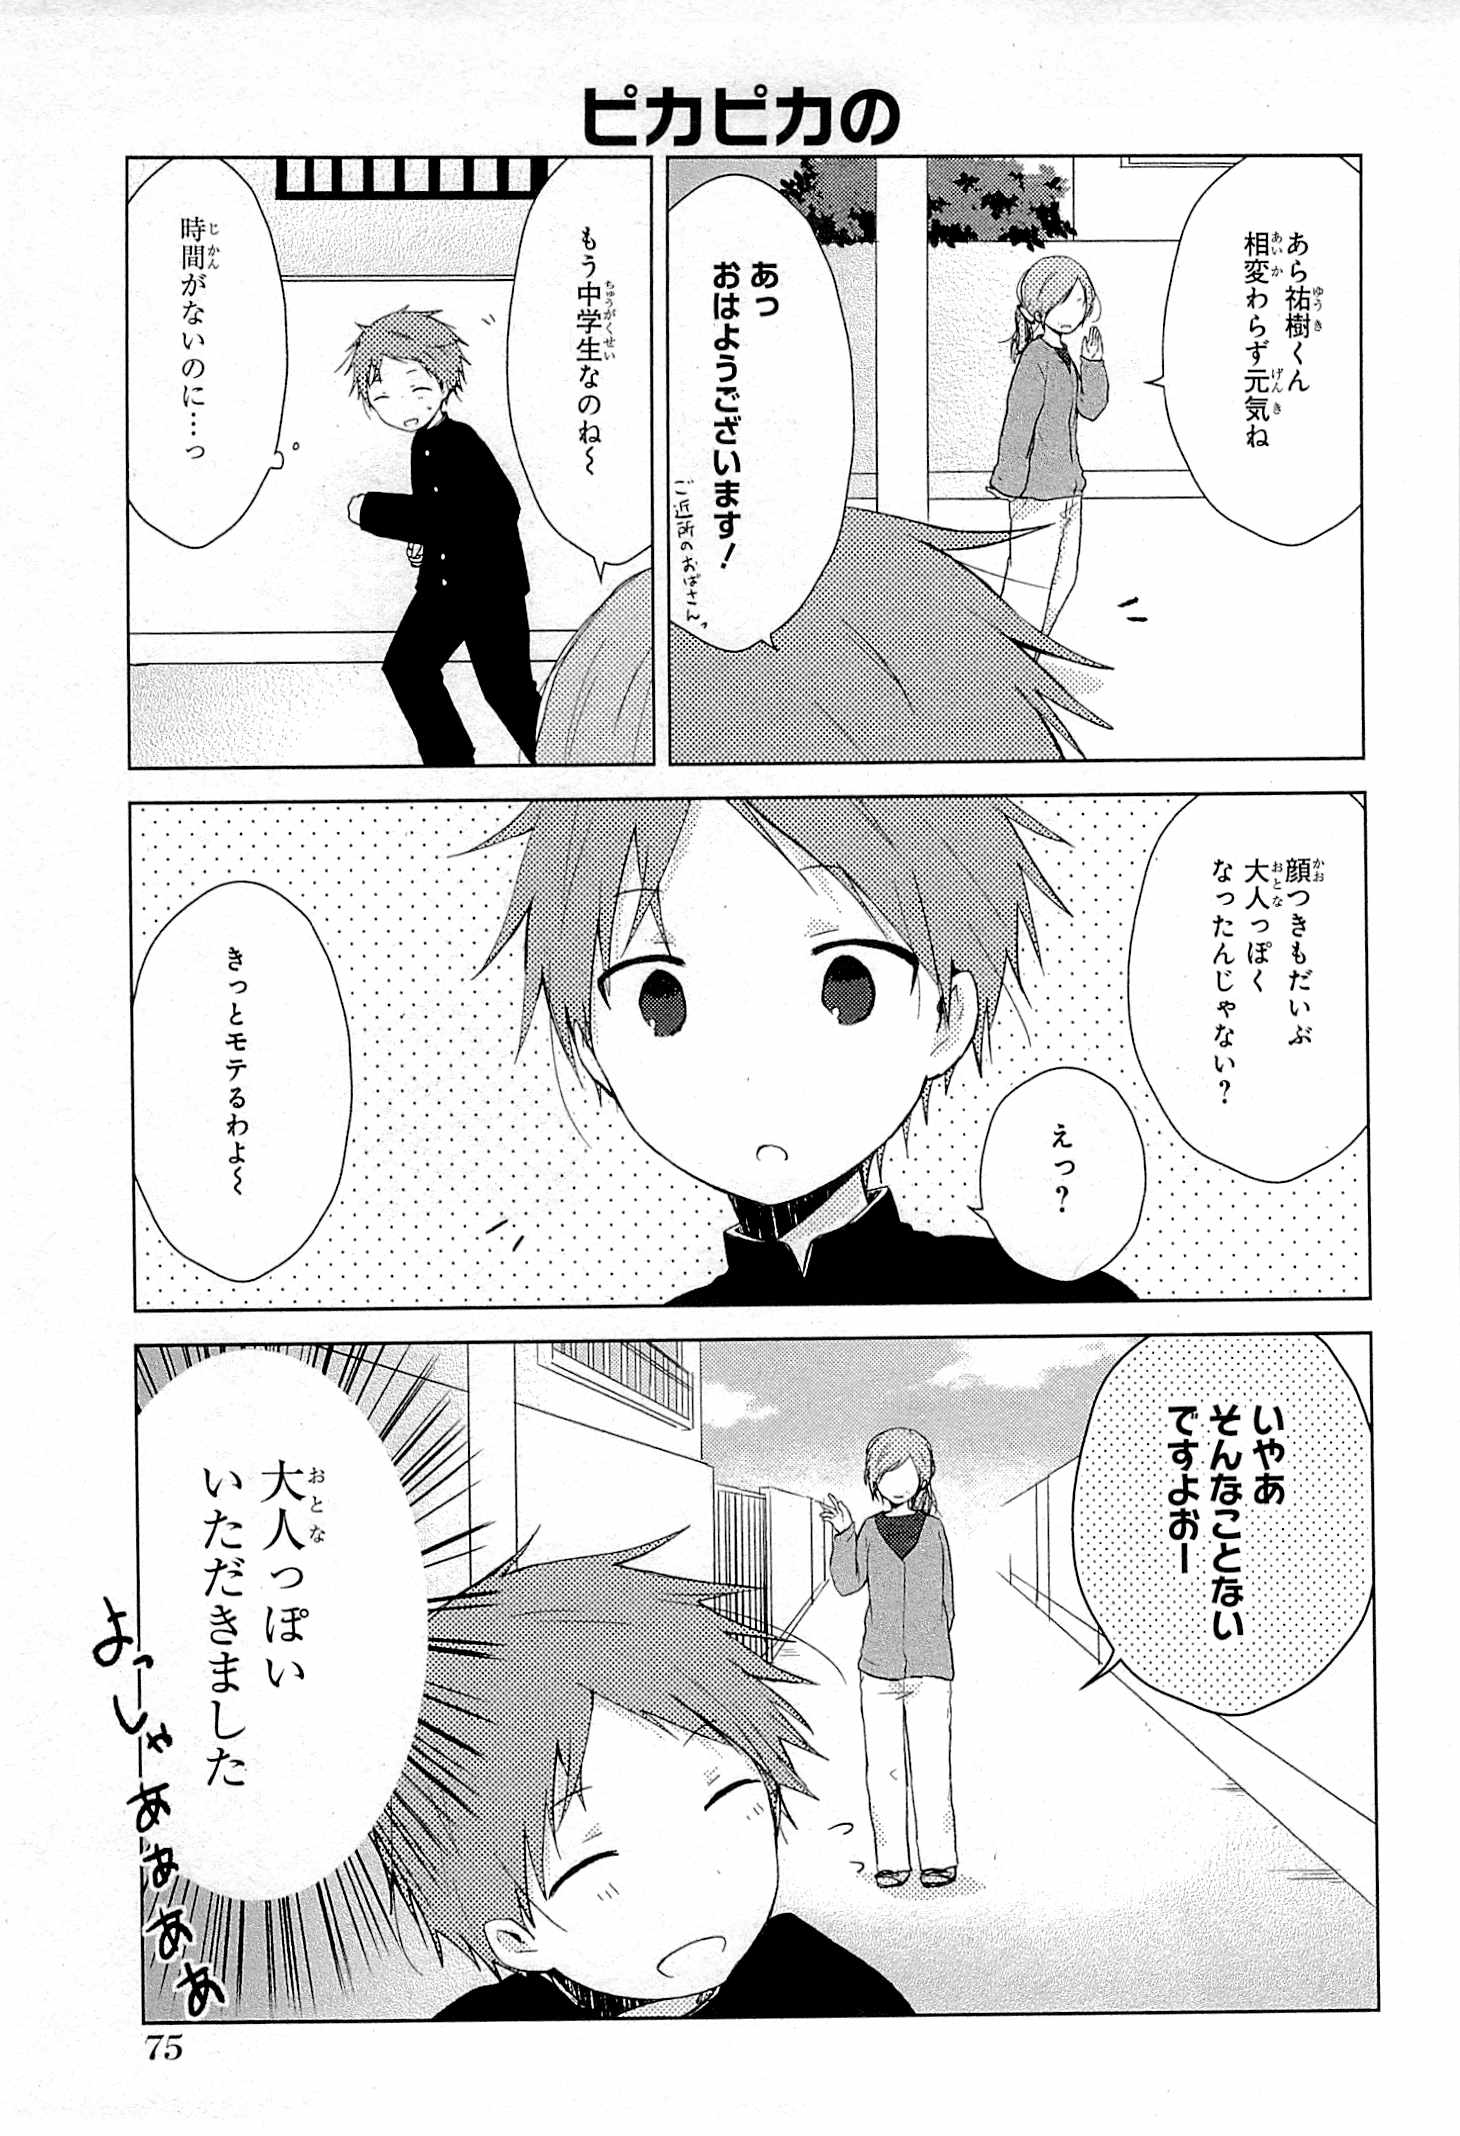 ピカピカの
あら祐樹くん
相変わらず元気ね
あっ
おはようございます!
ご近所のおばさん。
もう中学生なのね〜
時間がないのに…っ
顔つきもだいぶ
大人っぽく
なったんじゃない?
えっ?
きっとモテるわよ〜
いやあ
そんなことない
ですよおー
大人っぽい
いただきました
よっしゃあああああ
75